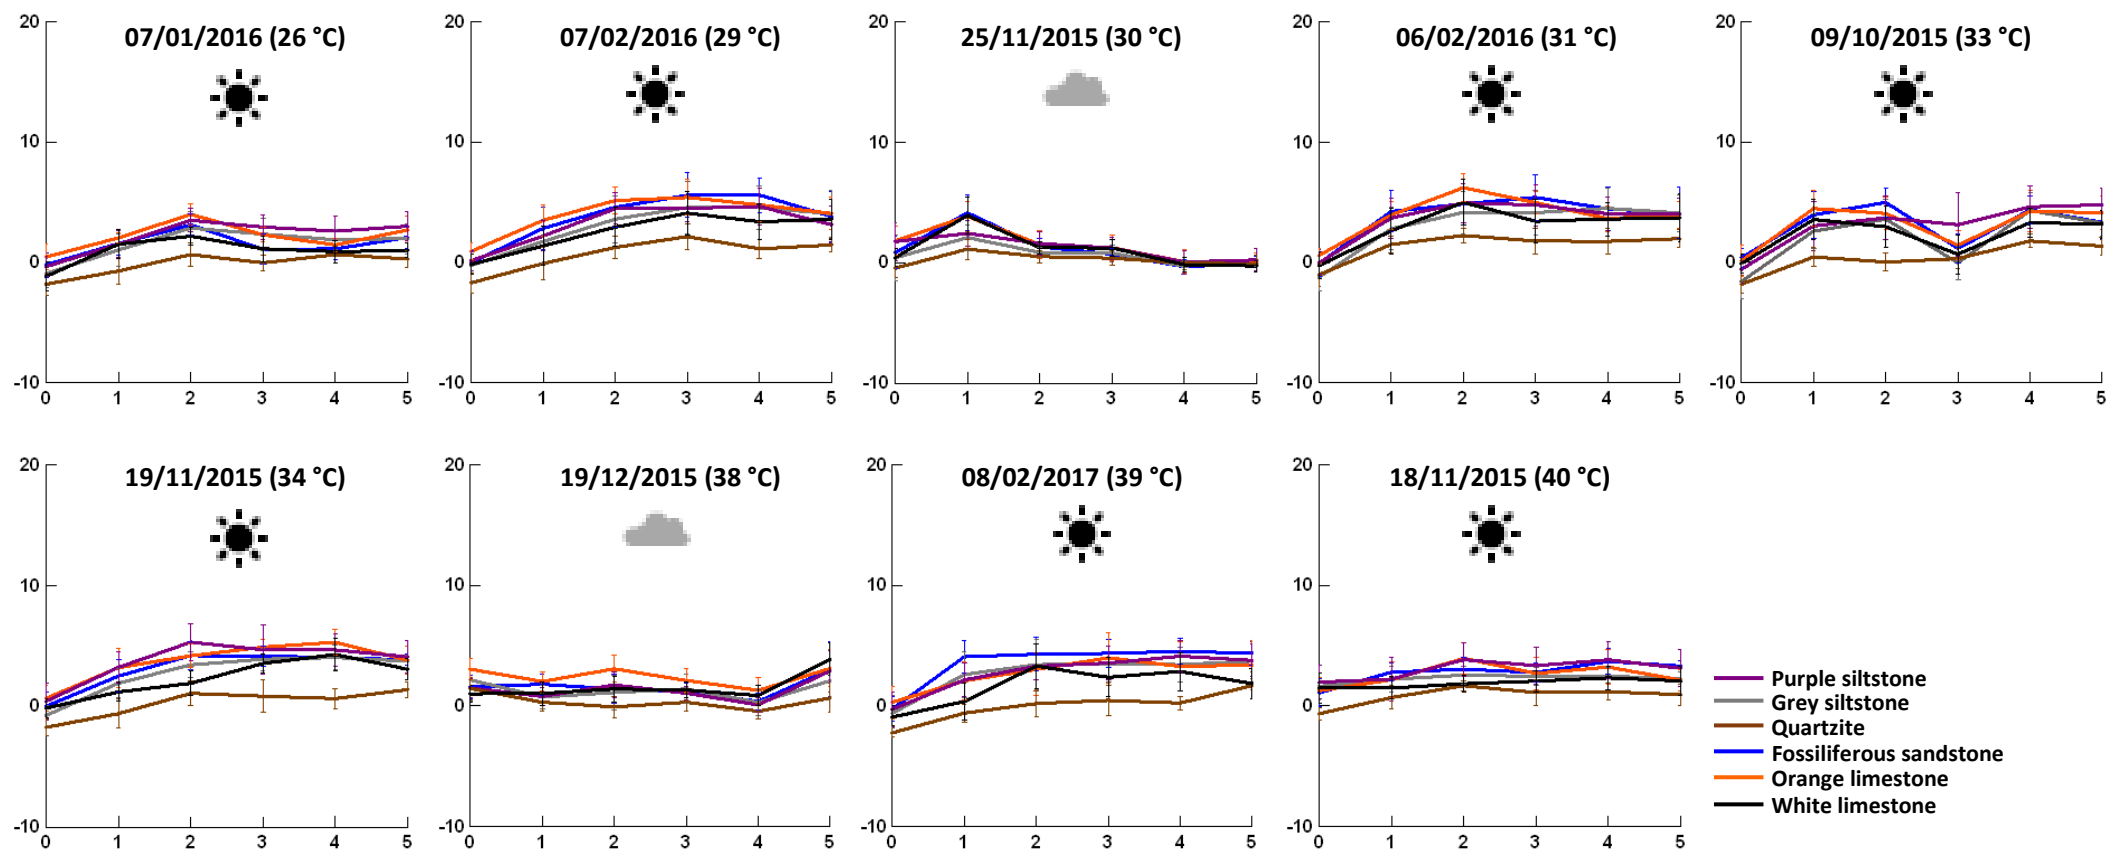 07/01/2016 (26 °C)
20
10
0
-10
0 1 2 3 4 5
07/02/2016 (29 °C)
20
10
0
-10
0 1 2 3 4 5
25/11/2015 (30 °C)
20
10
0
-10
0 1 2 3 4 5
06/02/2016 (31 °C)
20
10
0
-10
0 1 2 3 4 5
09/10/2015 (33 °C)
20
10
0
-10
0 1 2 3 4 5
19/11/2015 (34 °C)
20
10
0
-10
0 1 2 3 4 5
19/12/2015 (38 °C)
20
10
0
-10
0 1 2 3 4 5
08/02/2017 (39 °C)
20
10
0
-10
0 1 2 3 4 5
18/11/2015 (40 °C)
20
10
0
-10
0 1 2 3 4 5
Purple siltstone
Grey siltstone
Quartzite
Fossiliferous sandstone
Orange limestone
White limestone